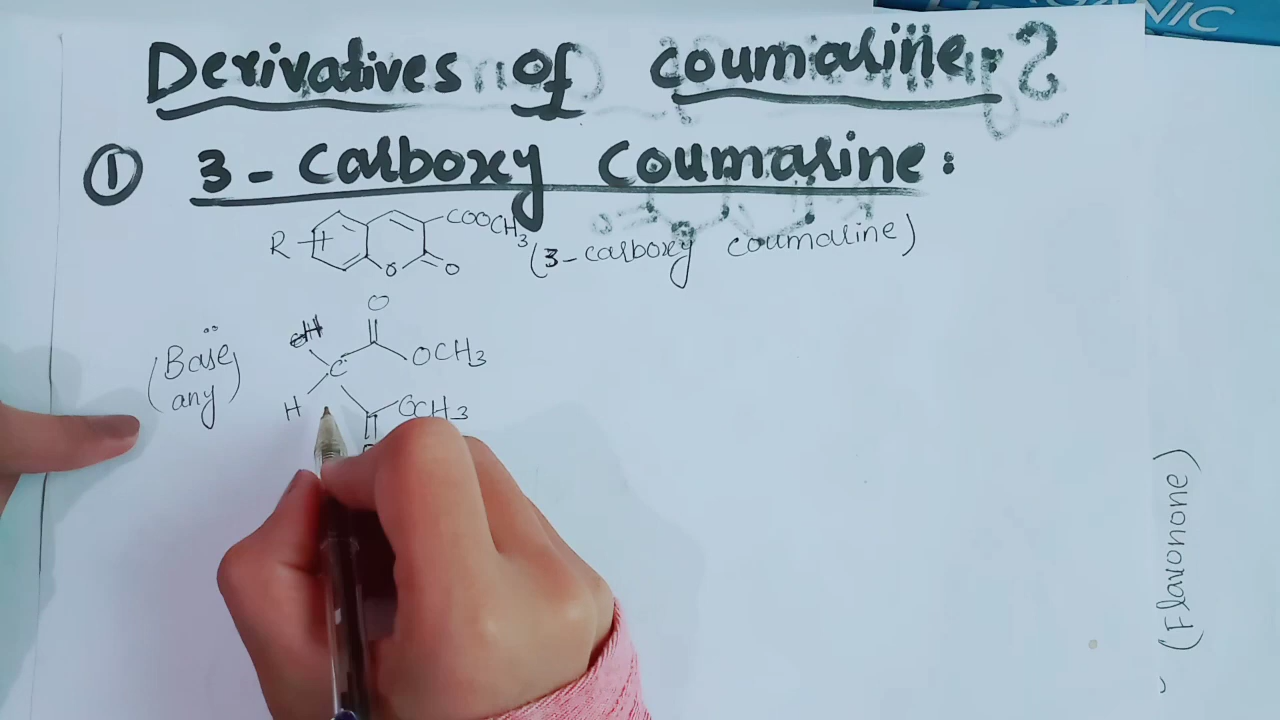 Derivatives of coumarine:
① 3-Carboxy Coumarine:
R COOCH3
O O (3-carboxy coumarine)
O
H
(Base any) C OCH3
H OCH3
(Flavonone)